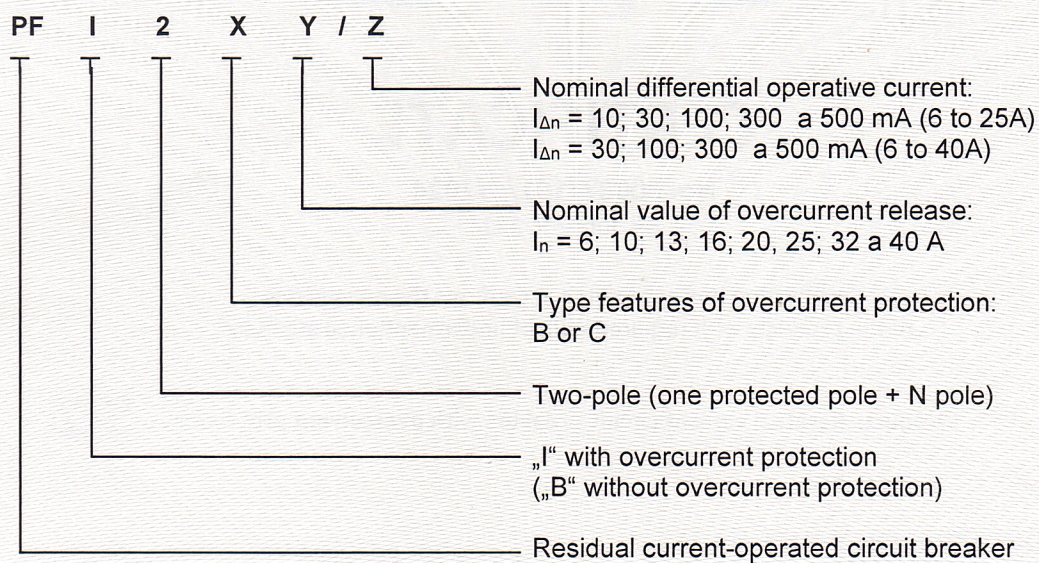 PF I 2 X Y / Z
Nominal differential operative current:
I∆n = 10; 30; 100; 300 a 500 mA (6 to 25A)
I∆n = 30; 100; 300 a 500 mA (6 to 40A)
Nominal value of overcurrent release:
In = 6; 10; 13; 16; 20, 25; 32 a 40 A
Type features of overcurrent protection:
B or C
Two-pole (one protected pole + N pole)
„I“ with overcurrent protection
(„B“ without overcurrent protection)
Residual current-operated circuit breaker